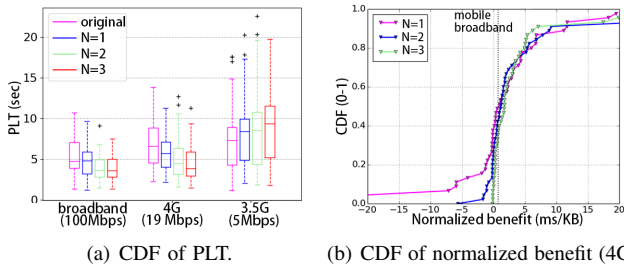 original
N=1
N=2
N=3
PLT (sec)
20
15
10
5
0
broadband
(100Mbps)
4G
(19 Mbps)
3.5G
(5Mbps)
(a) CDF of PLT.
N=1
N=2
N=3
mobile
broadband
CDF (0-1)
1.0
0.8
0.6
0.4
0.2
0.0
-20 -15 -10 -5 0 5 10 15 20
Normalized benefit (ms/KB)
(b) CDF of normalized benefit (4G